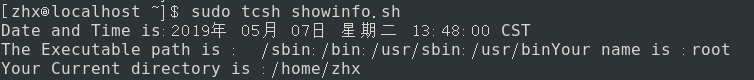 [zhx@localhost ~]$ sudo tcsh showinfo.sh
Date and Time is:2019年 05月 07日 星期二 13:48:00 CST
The Executable path is : /sbin:/bin:/usr/sbin:/usr/binYour name is :root
Your Current directory is :/home/zhx